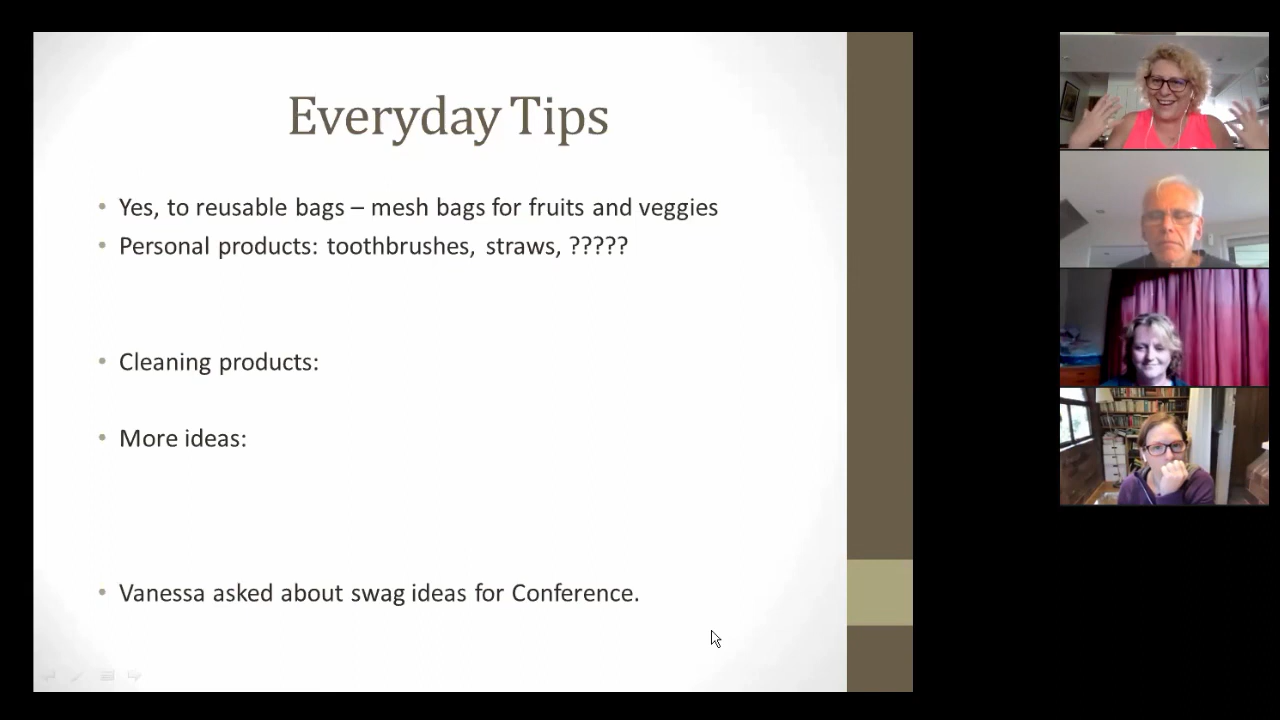 Everyday Tips
• Yes, to reusable bags – mesh bags for fruits and veggies
• Personal products: toothbrushes, straws, ?????
• Cleaning products:
• More ideas:
• Vanessa asked about swag ideas for Conference.